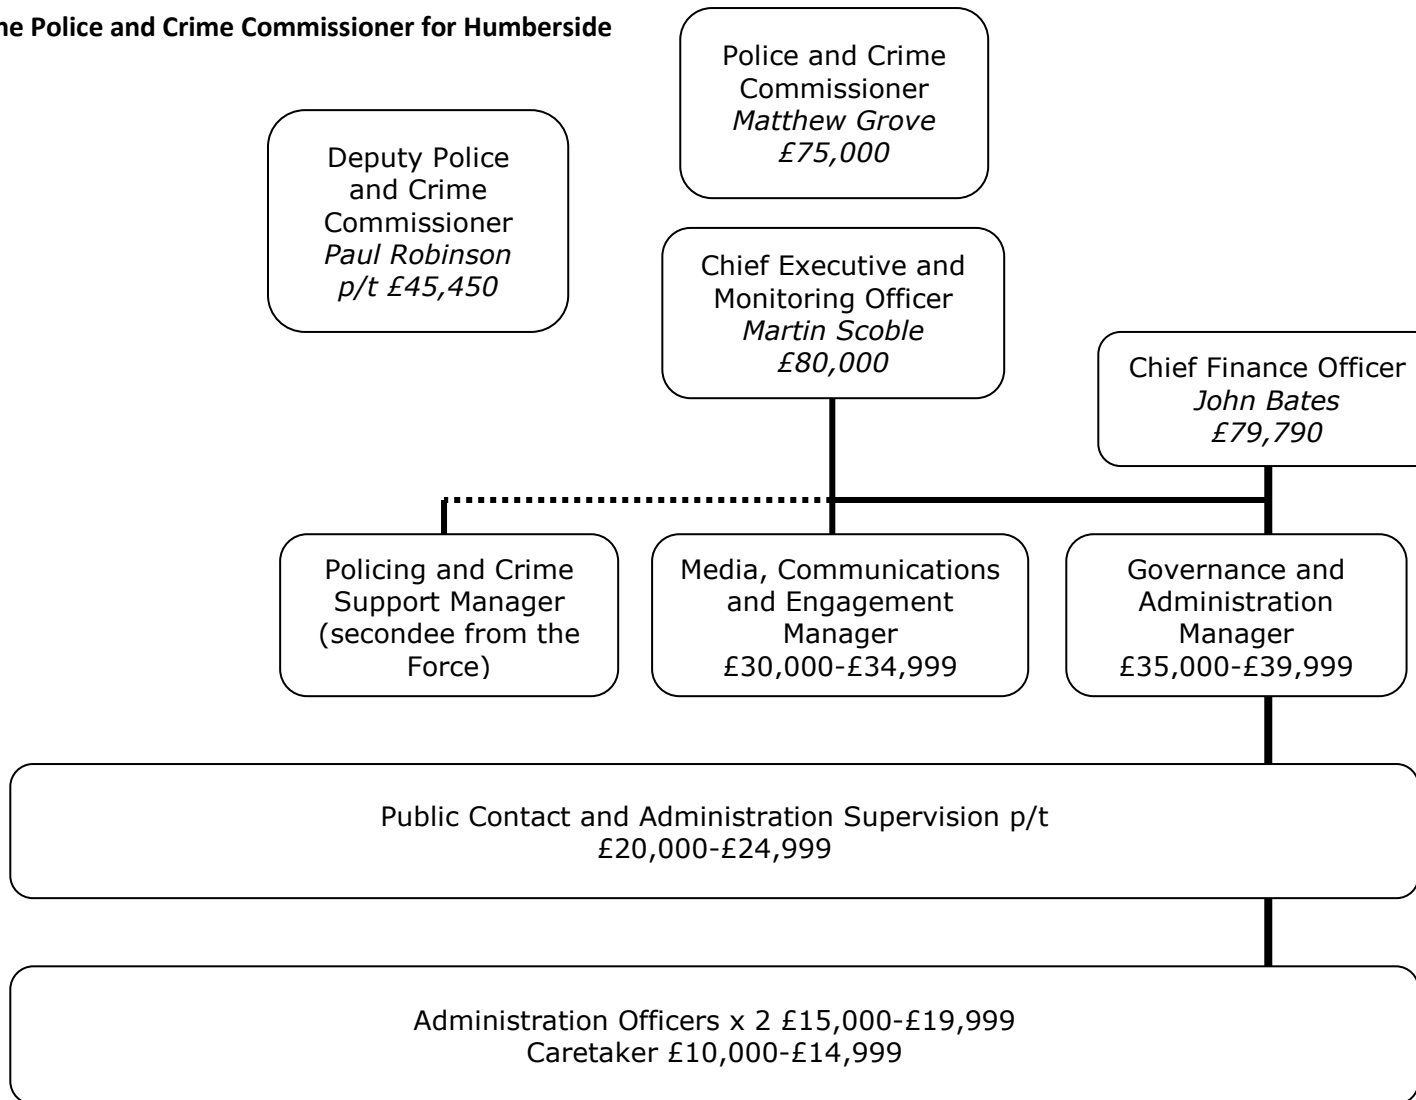 Police and Crime Commissioner for Humberside
Police and Crime
Commissioner
Matthew Grove
£75,000
Deputy Police
and Crime
Commissioner
Paul Robinson
p/t £45,450
Chief Executive and
Monitoring Officer
Martin Scoble
£80,000
Chief Finance Officer
John Bates
£79,790
Policing and Crime
Support Manager
(secondee from the
Force)
Media, Communications
and Engagement
Manager
£30,000-£34,999
Governance and
Administration
Manager
£35,000-£39,999
Public Contact and Administration Supervision p/t
£20,000-£24,999
Administration Officers x 2 £15,000-£19,999
Caretaker £10,000-£14,999